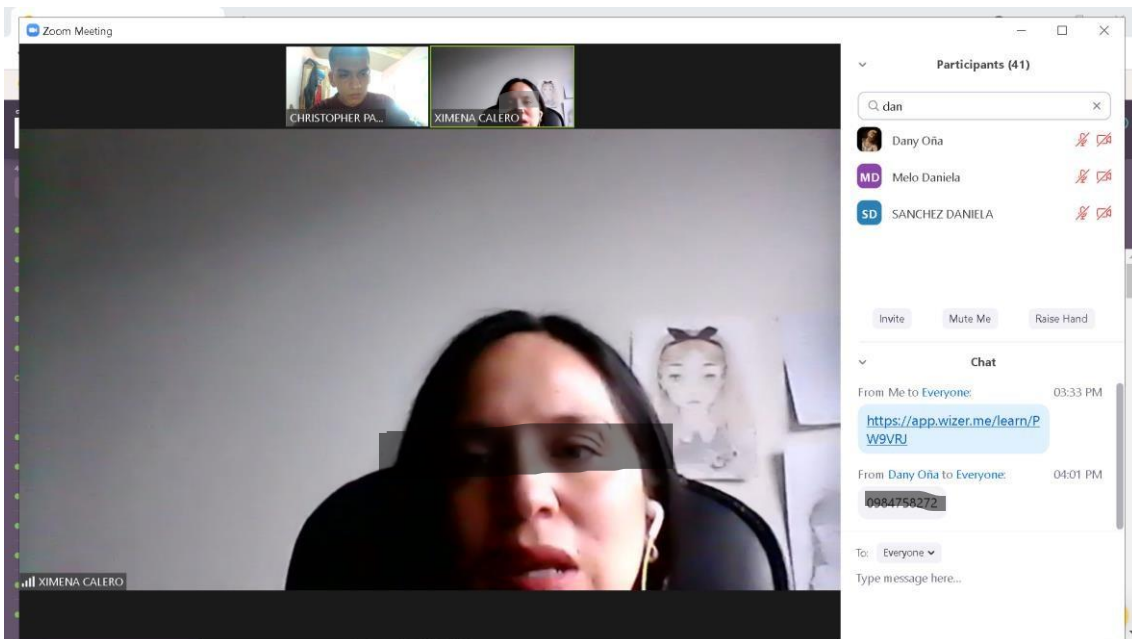 Zoom Meeting
CHRISTOPHER PA...
XIMENA CALERO
XIMENA CALERO
Participants (41)
dan
Dany Oña
MD Melo Daniela
SD SANCHEZ DANIELA
Invite Mute Me Raise Hand
Chat
From Me to Everyone: 03:33 PM
https://app.wizer.me/learn/P
W9VRJ
From Dany Oña to Everyone: 04:01 PM
To: Everyone
Type message here...